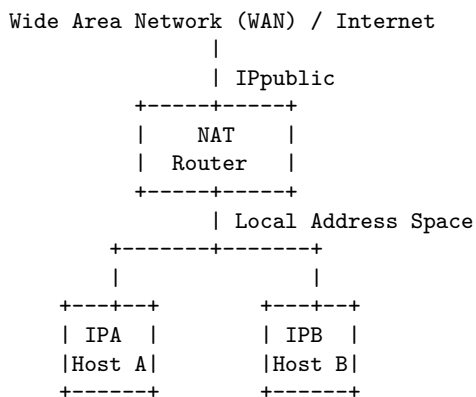 Wide Area Network (WAN) / Internet
IPpublic
NAT
Router
Local Address Space
IPA IPB
Host A Host B